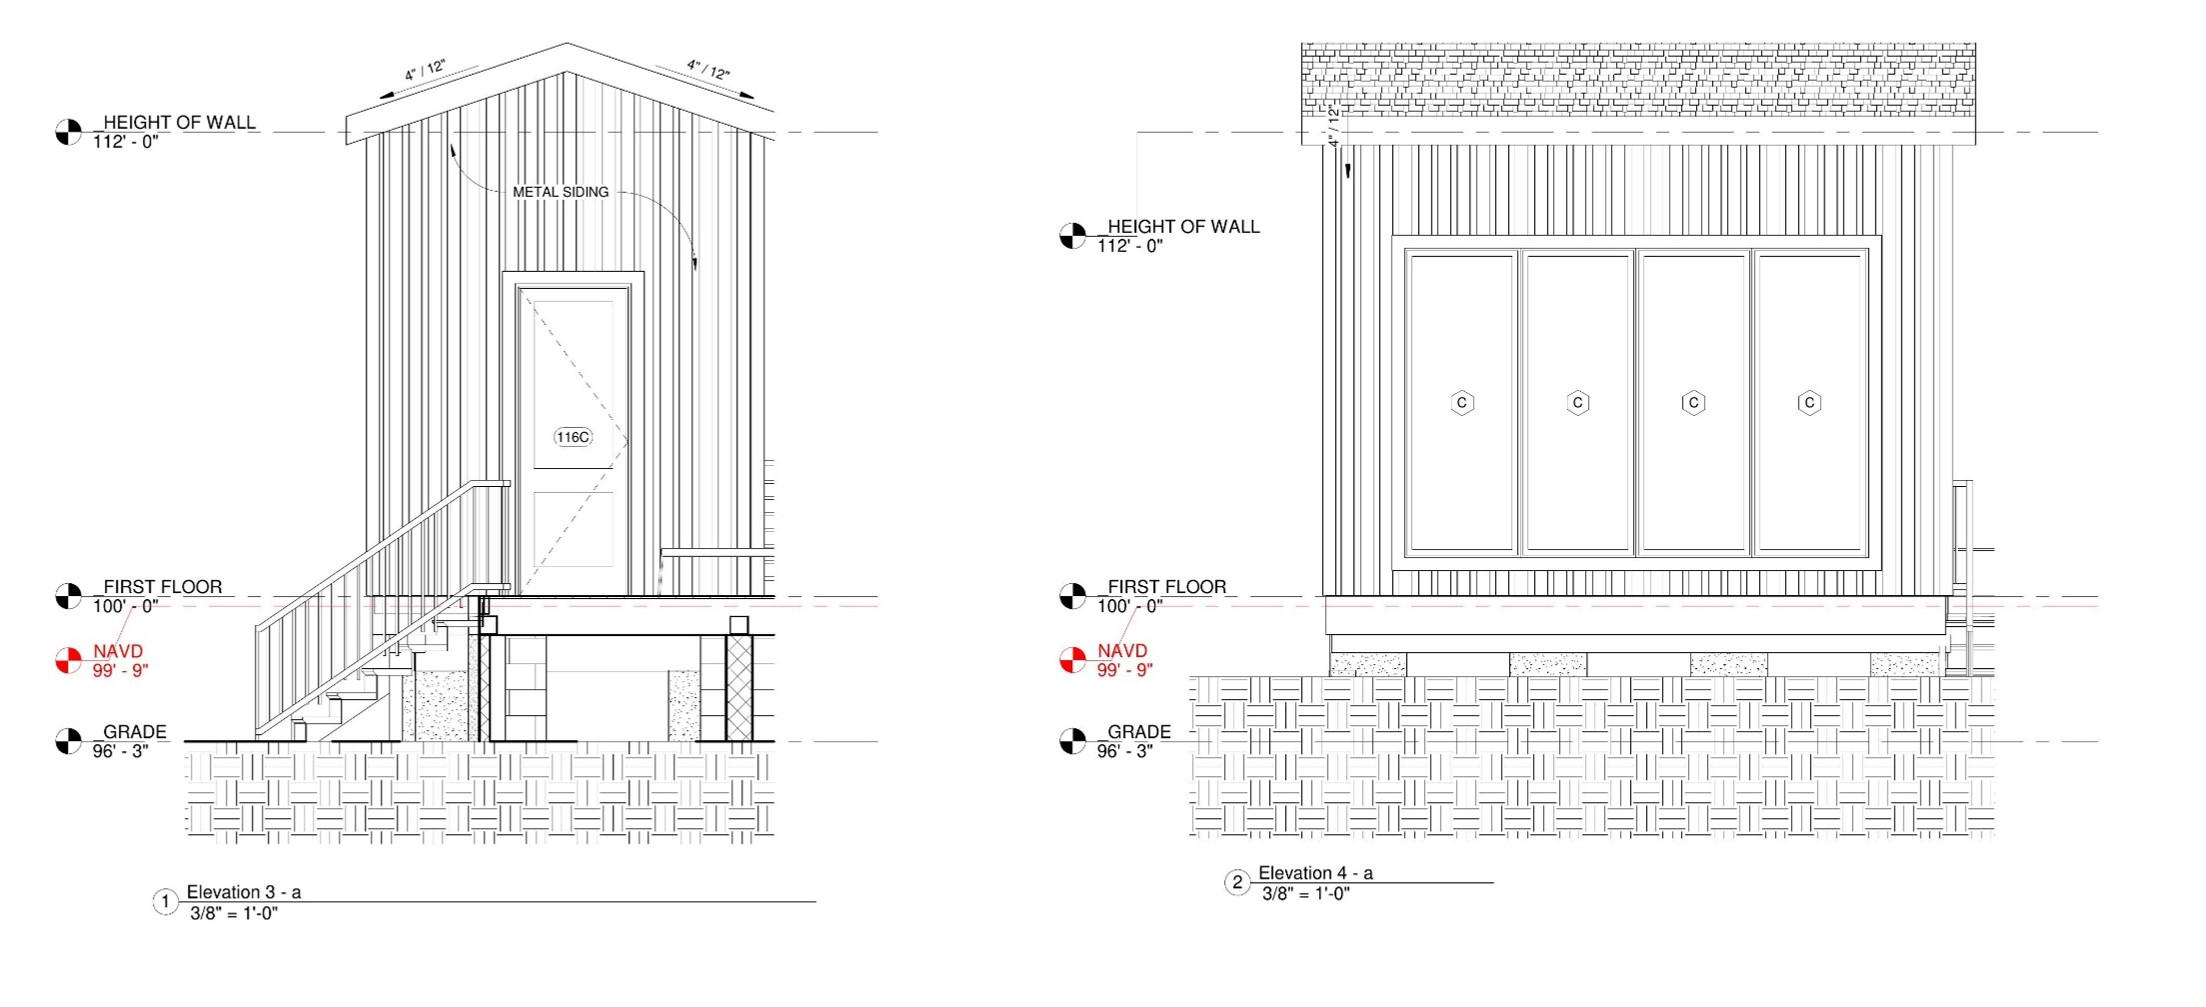 4" / 12"
4" / 12"
HEIGHT OF WALL
112' - 0"
METAL SIDING
116C
FIRST FLOOR
100' - 0"
NAVD
99' - 9"
GRADE
96' - 3"
1
Elevation 3 - a
3/8" = 1'-0"
4" / 12"
HEIGHT OF WALL
112' - 0"
C
C
C
C
FIRST FLOOR
100' - 0"
NAVD
99' - 9"
GRADE
96' - 3"
2
Elevation 4 - a
3/8" = 1'-0"